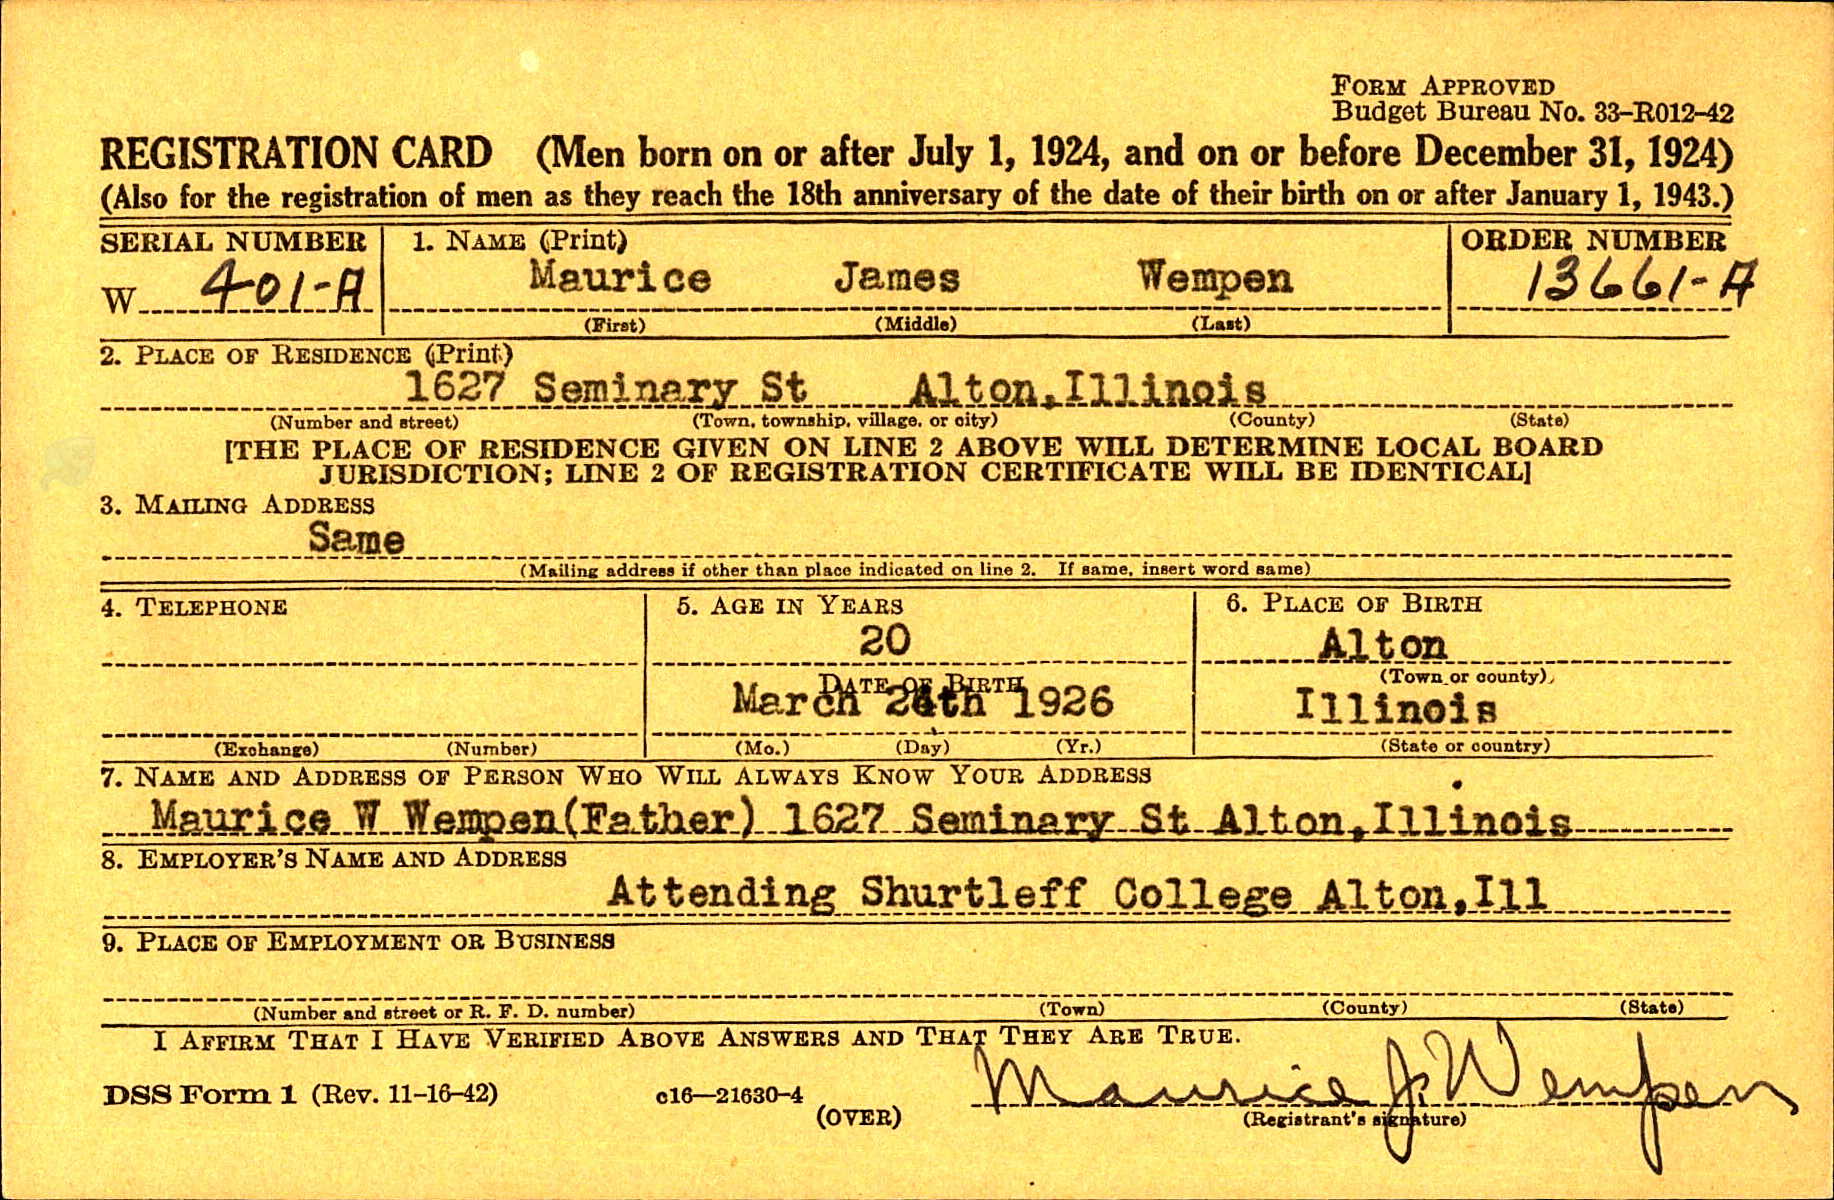 FORM APPROVED
Budget Bureau No. 33–R012–42
REGISTRATION CARD (Men born on or after July 1, 1924, and on or before December 31, 1924)
(Also for the registration of men as they reach the 18th anniversary of the date of their birth on or after January 1, 1943.)
SERIAL NUMBER 1. NAME (Print) ORDER NUMBER
W 401-A Maurice James Wempen 13661-A
(First) (Middle) (Last)
2. PLACE OF RESIDENCE (Print)
1627 Seminary St Alton,Illinois
(Number and street) (Town, township, village, or city) (County) (State)
[THE PLACE OF RESIDENCE GIVEN ON LINE 2 ABOVE WILL DETERMINE LOCAL BOARD
JURISDICTION; LINE 2 OF REGISTRATION CERTIFICATE WILL BE IDENTICAL]
3. MAILING ADDRESS
Same
(Mailing address if other than place indicated on line 2. If same, insert word same)
4. TELEPHONE 5. AGE IN YEARS 6. PLACE OF BIRTH
20 Alton
DATE OF BIRTH (Town or county)
March 1926 Illinois
(Exchange) (Number) (Mo.) (Day) (Yr.) (State or country)
7. NAME AND ADDRESS OF PERSON WHO WILL ALWAYS KNOW YOUR ADDRESS
Maurice W Wempen(Father) 1627 Seminary St Alton,Illinois
8. EMPLOYER'S NAME AND ADDRESS
Attending Shurtleff College Alton,Ill
9. PLACE OF EMPLOYMENT OR BUSINESS
(Number and street or R. F. D. number) (Town) (County) (State)
I AFFIRM THAT I HAVE VERIFIED ABOVE ANSWERS AND THAT THEY ARE TRUE.
DSS Form 1 (Rev. 11–16–42) c16—21630–4 Maurice J. Wempen
(OVER) (Registrant's signature)